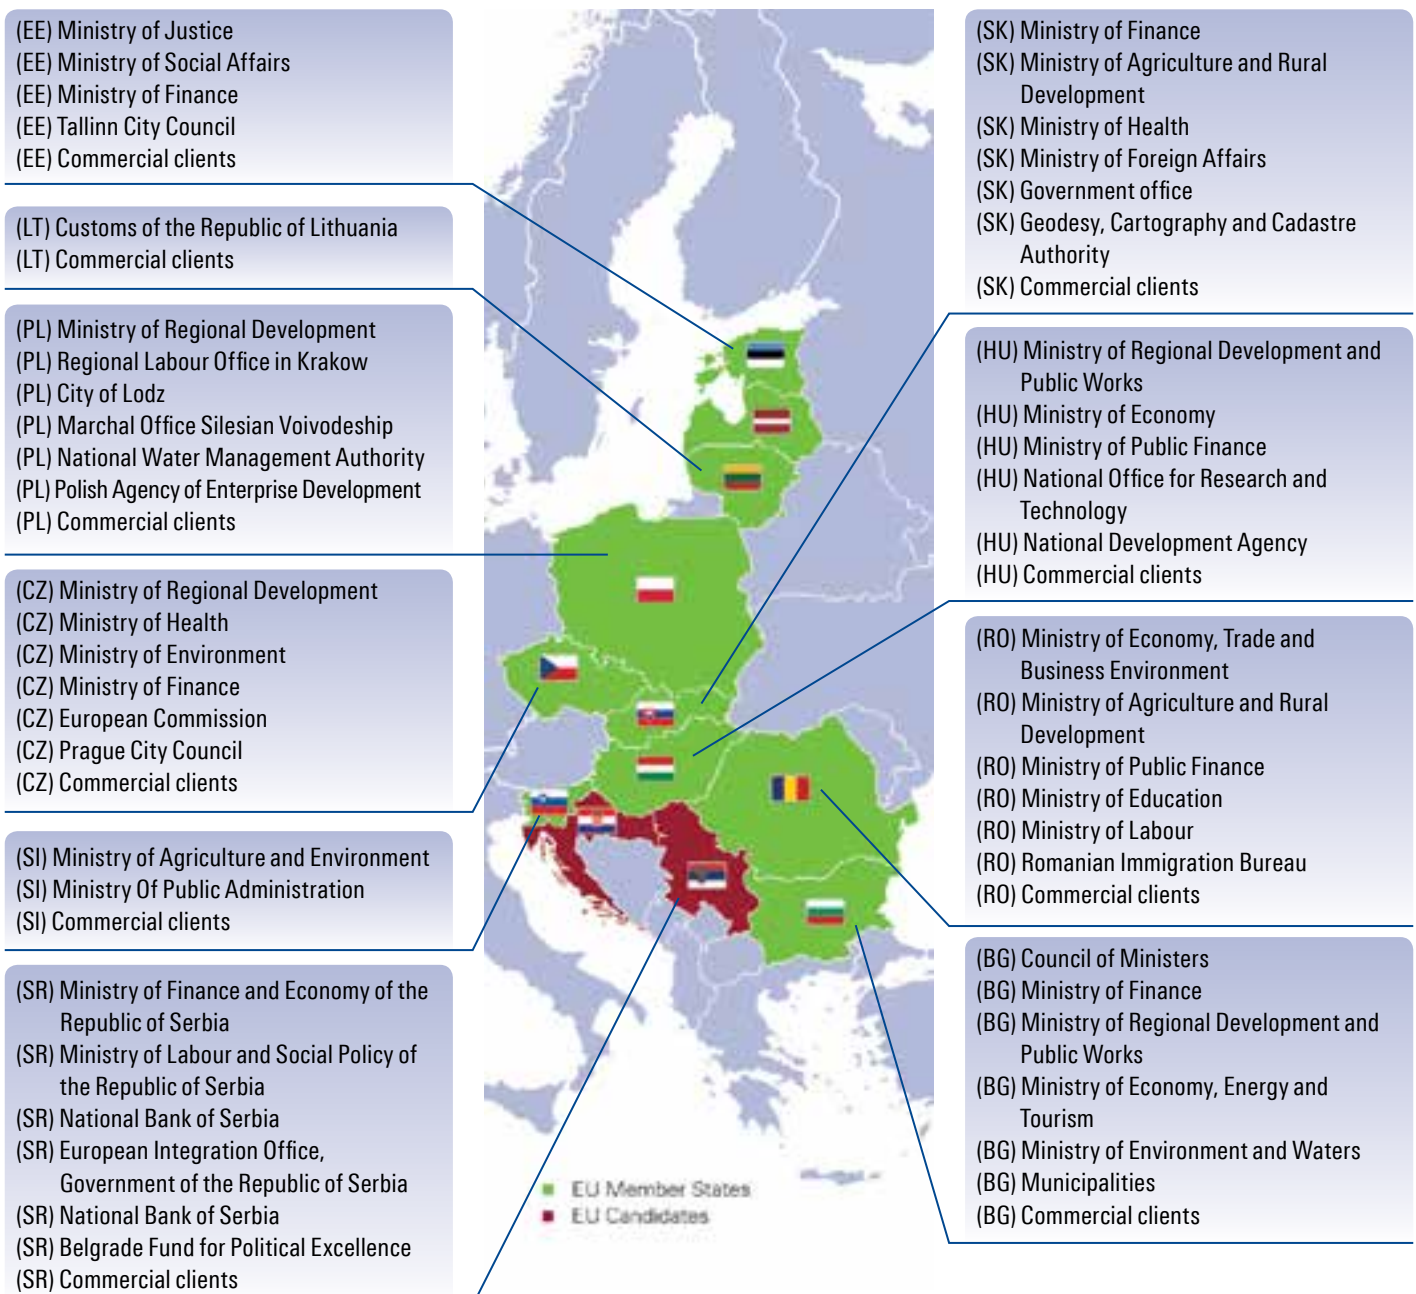 (EE) Ministry of Justice
(EE) Ministry of Social Affairs
(EE) Ministry of Finance
(EE) Tallinn City Council
(EE) Commercial clients
(LT) Customs of the Republic of Lithuania
(LT) Commercial clients
(PL) Ministry of Regional Development
(PL) Regional Labour Office in Krakow
(PL) City of Lodz
(PL) Marchal Office Silesian Voivodeship
(PL) National Water Management Authority
(PL) Polish Agency of Enterprise Development
(PL) Commercial clients
(CZ) Ministry of Regional Development
(CZ) Ministry of Health
(CZ) Ministry of Environment
(CZ) Ministry of Finance
(CZ) European Commission
(CZ) Prague City Council
(CZ) Commercial clients
(SI) Ministry of Agriculture and Environment
(SI) Ministry Of Public Administration
(SI) Commercial clients
(SR) Ministry of Finance and Economy of the
Republic of Serbia
(SR) Ministry of Labour and Social Policy of
the Republic of Serbia
(SR) National Bank of Serbia
(SR) European Integration Office,
Government of the Republic of Serbia
(SR) National Bank of Serbia
(SR) Belgrade Fund for Political Excellence
(SR) Commercial clients
EU Member States
EU Candidates
(SK) Ministry of Finance
(SK) Ministry of Agriculture and Rural
Development
(SK) Ministry of Health
(SK) Ministry of Foreign Affairs
(SK) Government office
(SK) Geodesy, Cartography and Cadastre
Authority
(SK) Commercial clients
(HU) Ministry of Regional Development and
Public Works
(HU) Ministry of Economy
(HU) Ministry of Public Finance
(HU) National Office for Research and
Technology
(HU) National Development Agency
(HU) Commercial clients
(RO) Ministry of Economy, Trade and
Business Environment
(RO) Ministry of Agriculture and Rural
Development
(RO) Ministry of Public Finance
(RO) Ministry of Education
(RO) Ministry of Labour
(RO) Romanian Immigration Bureau
(RO) Commercial clients
(BG) Council of Ministers
(BG) Ministry of Finance
(BG) Ministry of Regional Development and
Public Works
(BG) Ministry of Economy, Energy and
Tourism
(BG) Ministry of Environment and Waters
(BG) Municipalities
(BG) Commercial clients